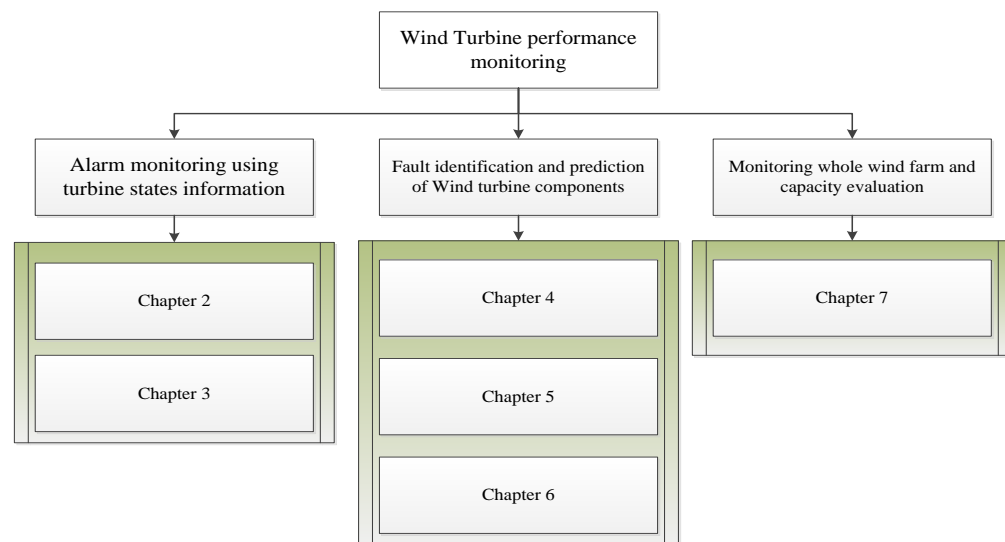 Wind Turbine performance
monitoring
Alarm monitoring using
turbine states information
Fault identification and prediction
of Wind turbine components
Monitoring whole wind farm and
capacity evaluation
Chapter 2
Chapter 3
Chapter 4
Chapter 5
Chapter 6
Chapter 7